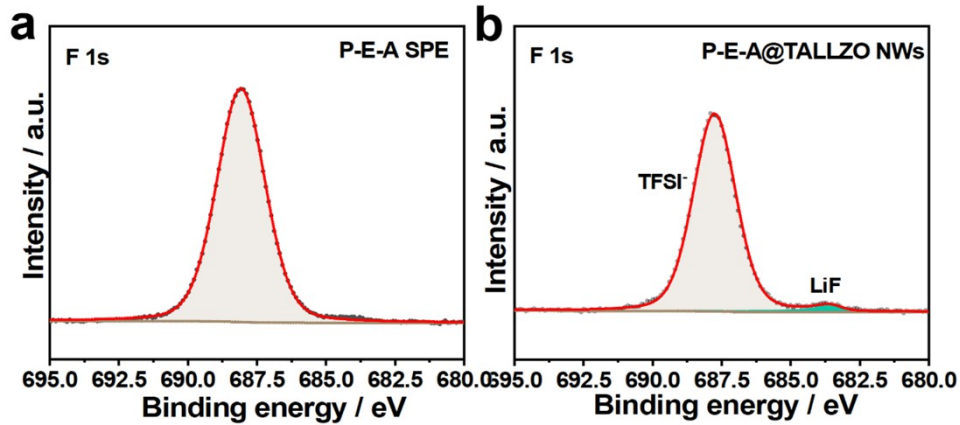 a
F 1s
P-E-A SPE
Intensity / a.u.
695.0 692.5 690.0 687.5 685.0 682.5 680.0
Binding energy / eV
b
F 1s
P-E-A@TALLZO NWs
TFSI⁻
LiF
Intensity / a.u.
695.0 692.5 690.0 687.5 685.0 682.5 680.0
Binding energy / eV